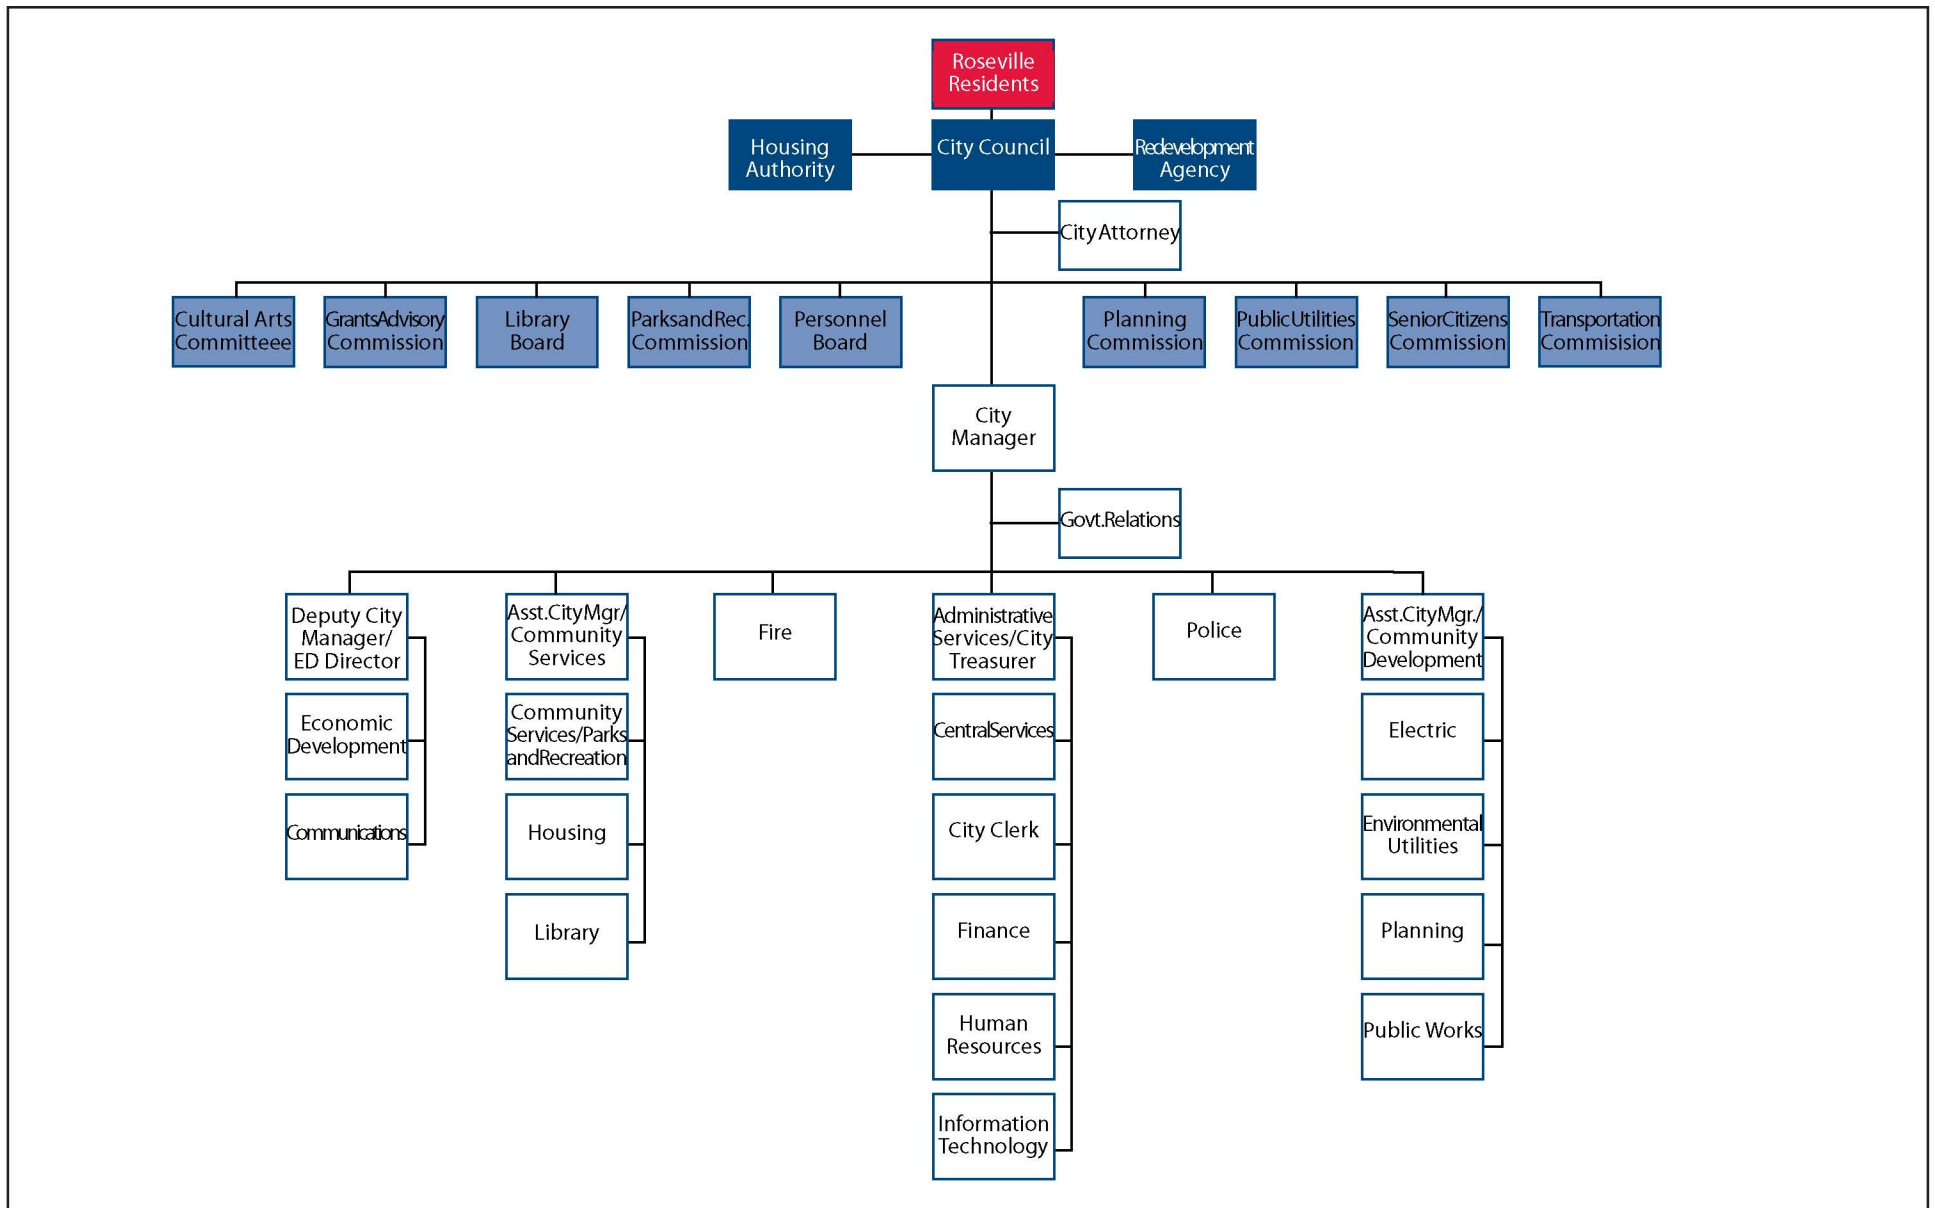 Roseville
Residents
Housing
Authority
City Council
Redevelopment
Agency
City Attorney
Cultural Arts
Committeee
Grants Advisory
Commission
Library
Board
Parks and Rec.
Commission
Personnel
Board
Planning
Commission
Public Utilities
Commission
Senior Citizens
Commission
Transportation
Commisision
City
Manager
Govt. Relations
Deputy City
Manager/
ED Director
Asst. City Mgr/
Community
Services
Fire
Administrative
Services/City
Treasurer
Police
Asst. City Mgr./
Community
Development
Economic
Development
Community
Services/Parks
and Recreation
Central Services
Electric
Communications
Housing
City Clerk
Environmental
Utilities
Library
Finance
Planning
Human
Resources
Public Works
Information
Technology